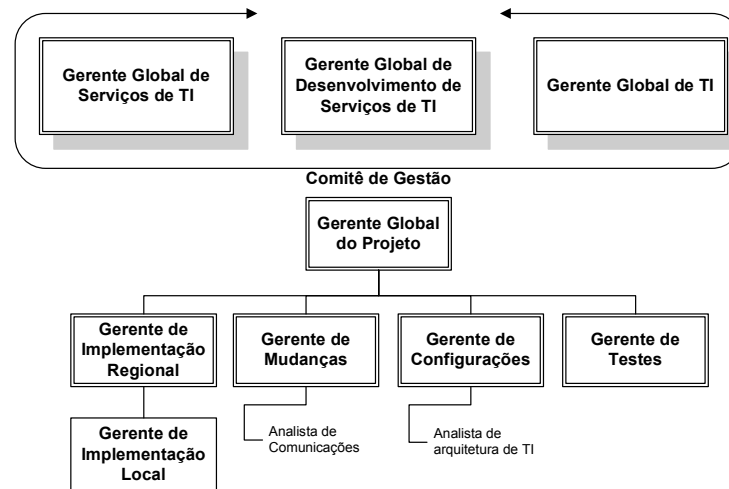 Gerente Global de
Serviços de TI
Gerente Global de
Desenvolvimento de
Serviços de TI
Gerente Global de TI
Comitê de Gestão
Gerente Global
do Projeto
Gerente de
Implementação
Regional
Gerente de
Mudanças
Gerente de
Configurações
Gerente de
Testes
Gerente de
Implementação
Local
Analista de
Comunicações
Analista de
arquitetura de TI